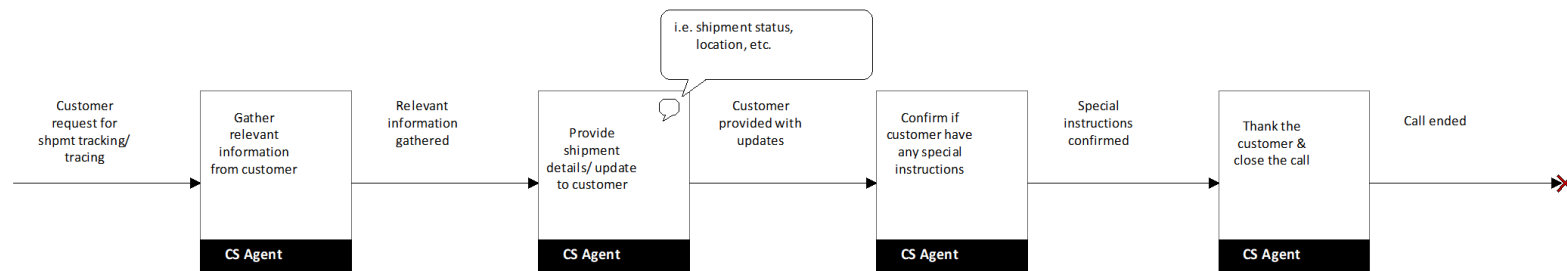 i.e. shipment status,
location, etc.
Customer
request for
shpmt tracking/
tracing
Gather
relevant
information
from customer
CS Agent
Relevant
information
gathered
Provide
shipment
details/ update
to customer
CS Agent
Customer
provided with
updates
Confirm if
customer have
any special
instructions
CS Agent
Special
instructions
confirmed
Thank the
customer &
close the call
CS Agent
Call ended